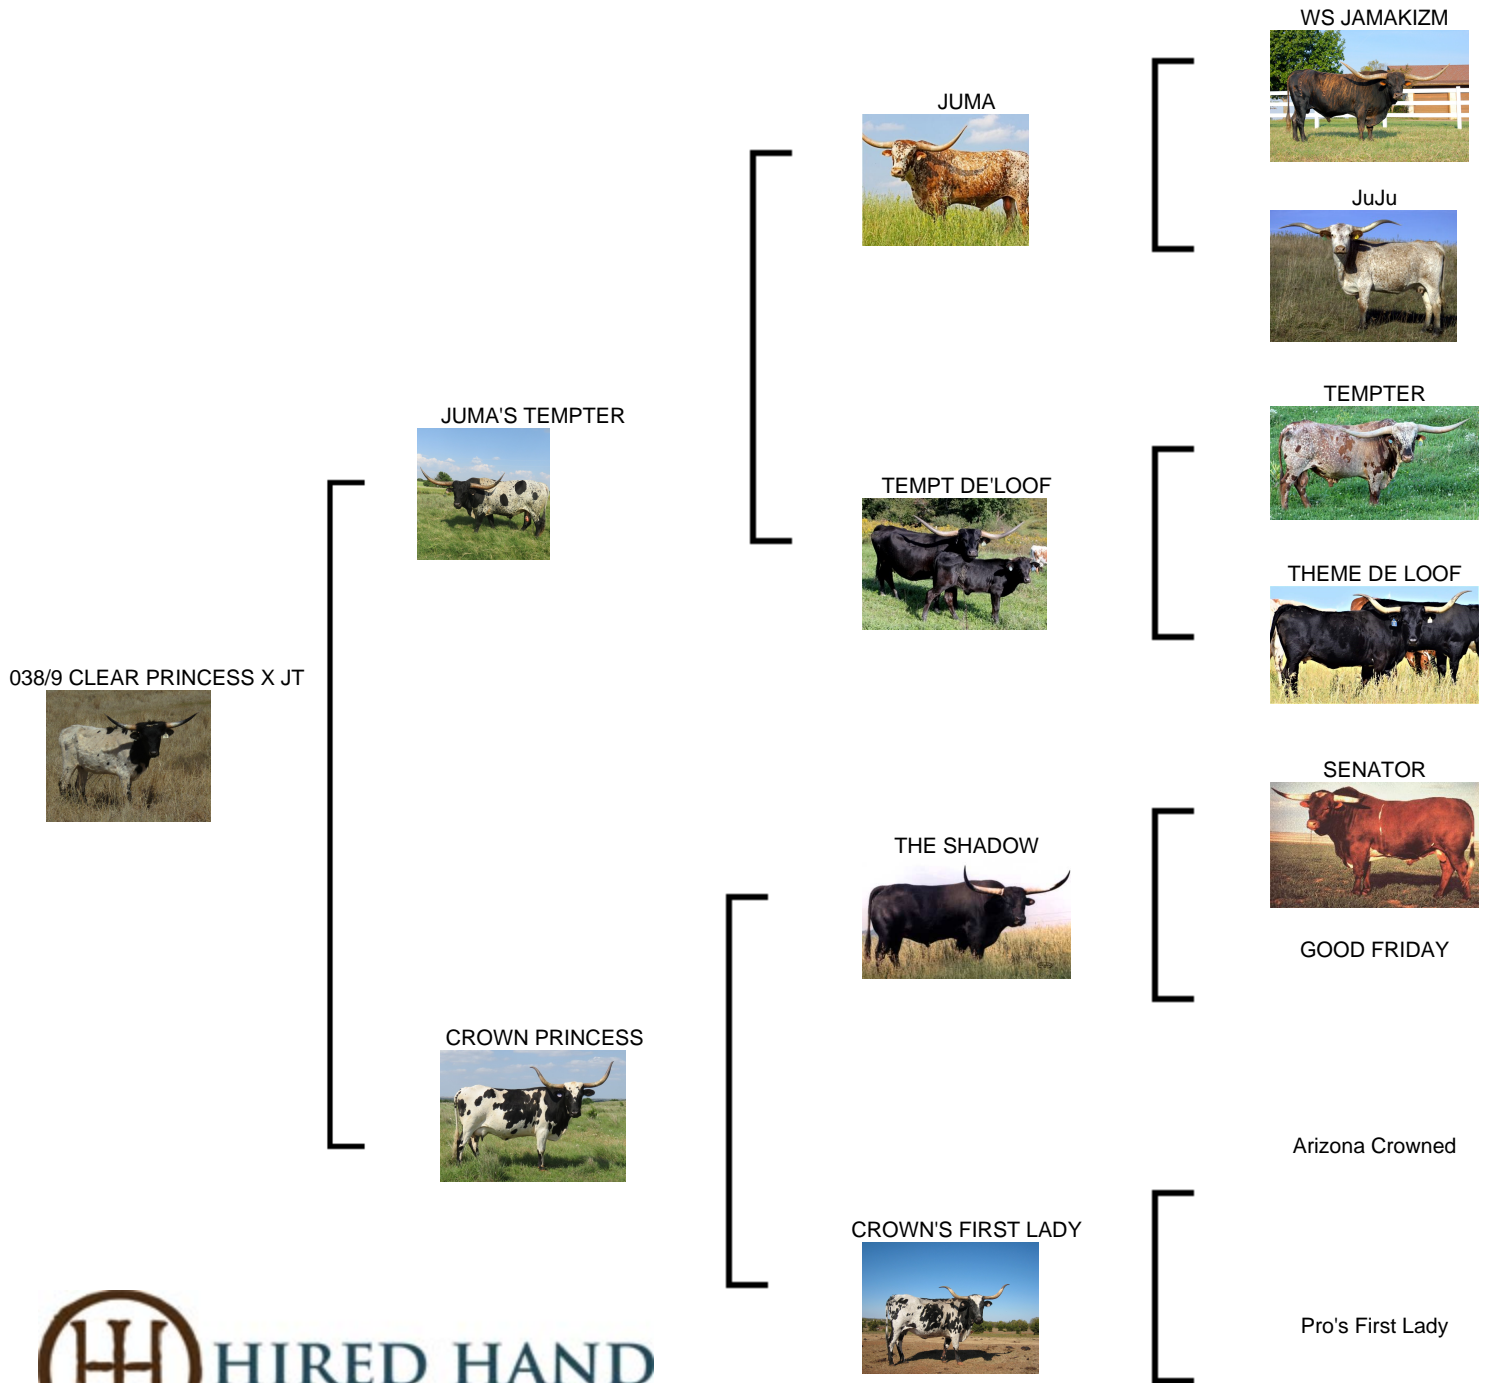 WS JAMAKIZM
JUMA
JuJu
TEMPTER
JUMA'S TEMPTER
TEMPT DE'LOOF
THEME DE LOOF
038/9 CLEAR PRINCESS X JT
SENATOR
THE SHADOW
GOOD FRIDAY
CROWN PRINCESS
Arizona Crowned
CROWN'S FIRST LADY
Pro's First Lady
HIRED HAND